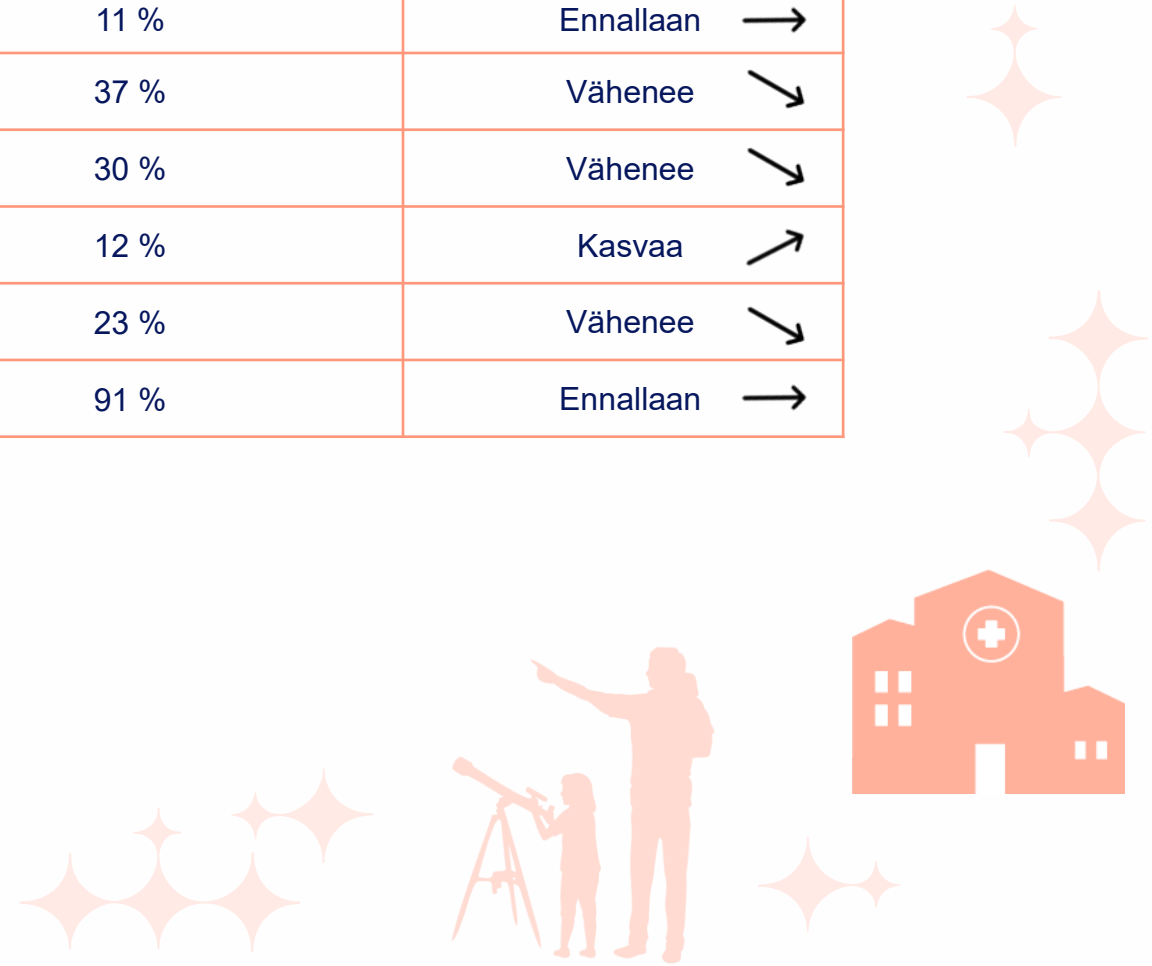 11 % Ennallaan
37 % Vähenee
30 % Vähenee
12 % Kasvaa
23 % Vähenee
91 % Ennallaan